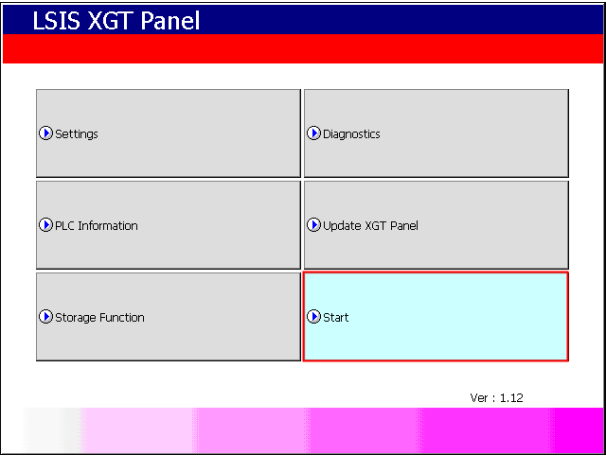 LSIS XGT Panel
Settings
Diagnostics
PLC Information
Update XGT Panel
Storage Function
Start
Ver : 1.12